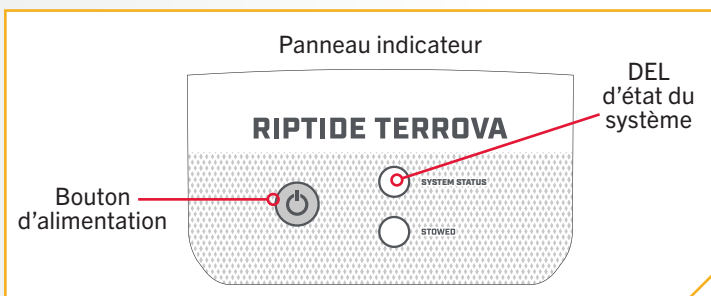 Panneau indicateur
DEL
d'état du
système
RIPTIDE TERROVA
SYSTEM STATUS
Bouton
d'alimentation
STOWED